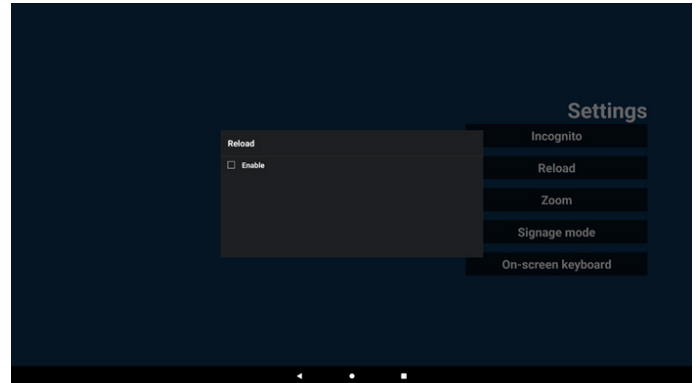 Settings
Incognito
Reload
Reload
Enable
Zoom
Signage mode
On-screen keyboard